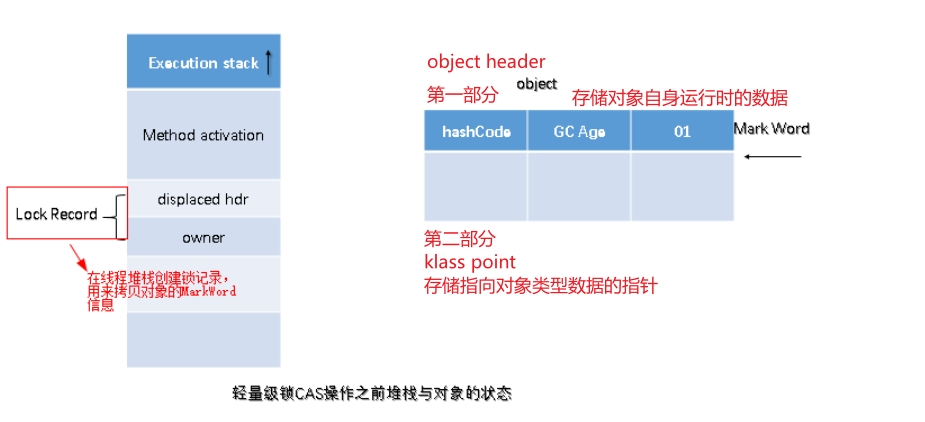 Execution stack
Method activation
displaced hdr
Lock Record
owner
在线程堆栈创建锁记录，
用来拷贝对象的MarkWord
信息
object header
object
第一部分
存储对象自身运行时的数据
hashCode
GC Age
01
Mark Word
第二部分
klass point
存储指向对象类型数据的指针
轻量级锁CAS操作之前堆栈与对象的状态